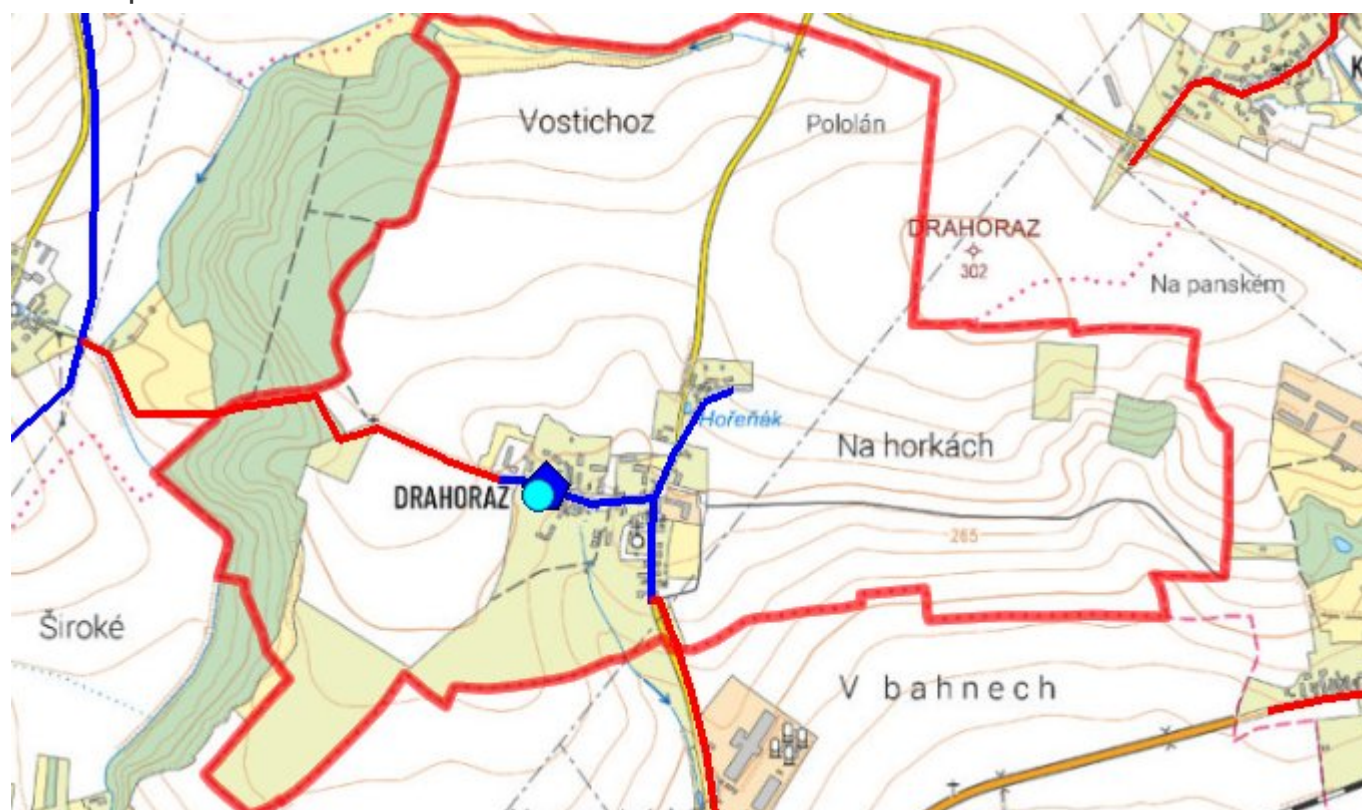 Vostichoz
Pololán
K
DRAHORAZ
302
Na panském
Hořeňák
Na horkách
DRAHORAZ
265
Široké
V bahnech